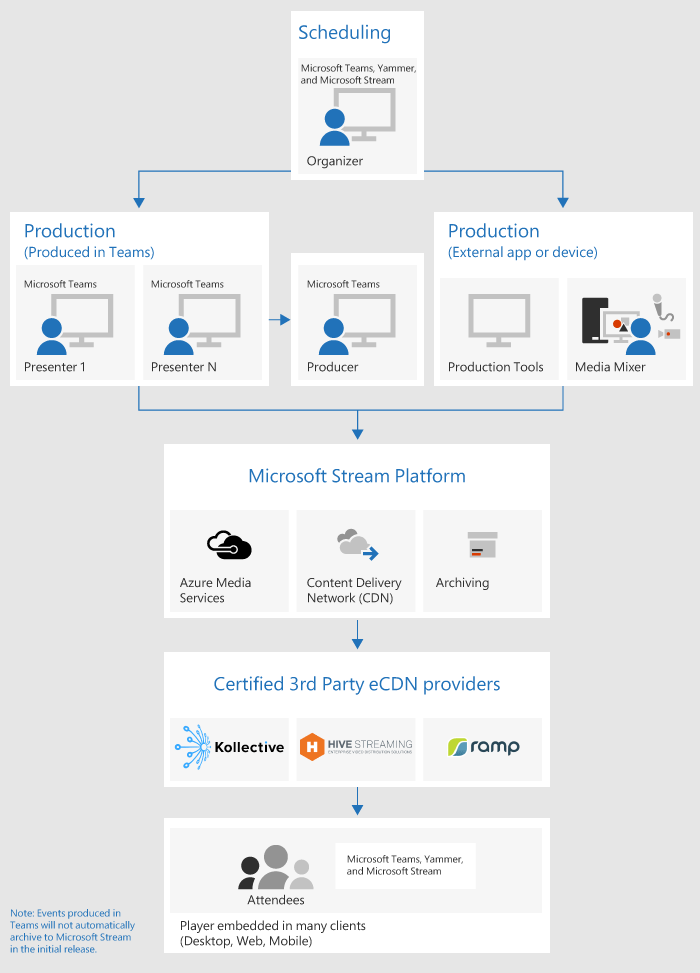 Scheduling
Microsoft Teams, Yammer,
and Microsoft Stream
Organizer
Production
(Produced in Teams)
Microsoft Teams
Presenter 1
Microsoft Teams
Presenter N
Microsoft Teams
Producer
Production
(External app or device)
Production Tools
Media Mixer
Microsoft Stream Platform
Azure Media
Services
Content Delivery
Network (CDN)
Archiving
Certified 3rd Party eCDN providers
Kollective
H
HIVE STREAMING
ENTERPRISE VIDEO DISTRIBUTION SOLUTIONS
ramp
Attendees
Microsoft Teams, Yammer,
and Microsoft Stream
Player embedded in many clients
(Desktop, Web, Mobile)
Note: Events produced in
Teams will not automatically
archive to Microsoft Stream
in the initial release.